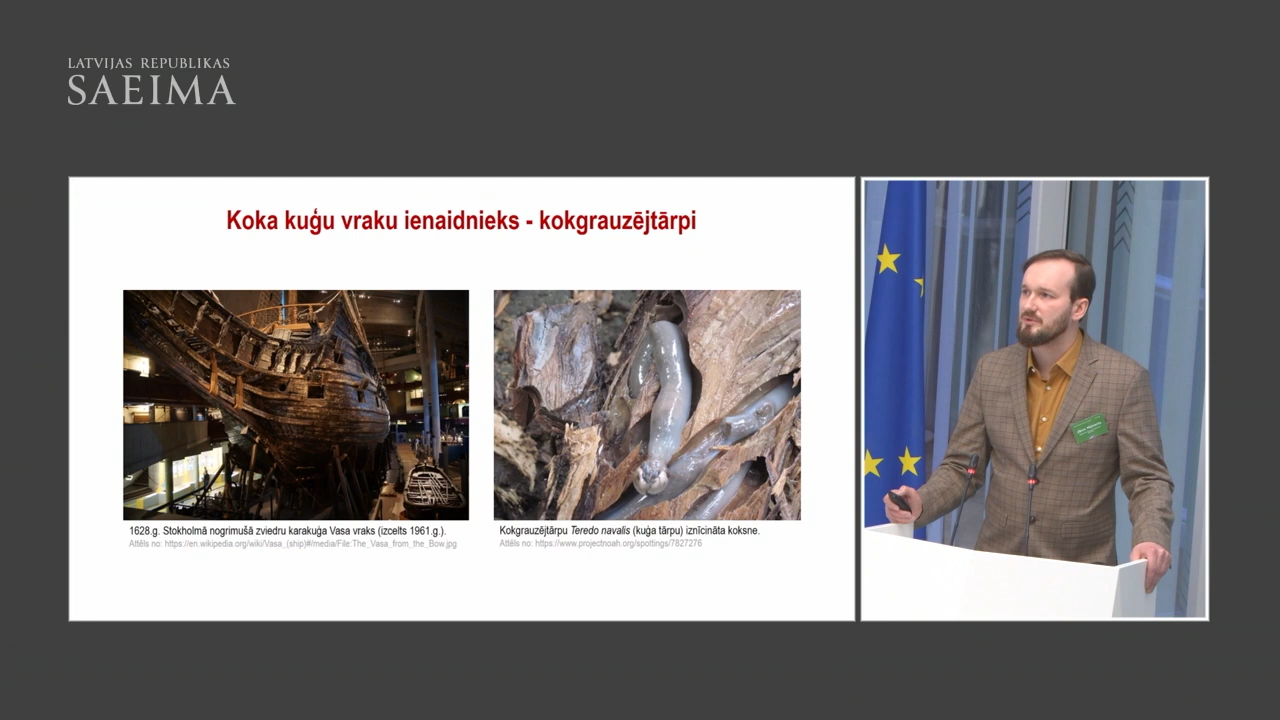 LATVIJAS REPUBLIKAS
SAEIMA
Koka kuģu vraku ienaidnieks - kokgrauzējtārpi
1628.g. Stokholmā nogrimušā zviedru karakuģa Vasa vraks (izcelts 1961.g.).
Attēls no: https://en.wikipedia.org/wiki/Vasa_(ship)#/media/File:The_Vasa_from_the_Bow.jpg
Kokgrauzējtārpu Teredo navalis (kuģa tārpu) iznīcināta koksne.
Attēls no: https://www.projectnoah.org/spottings/7827276